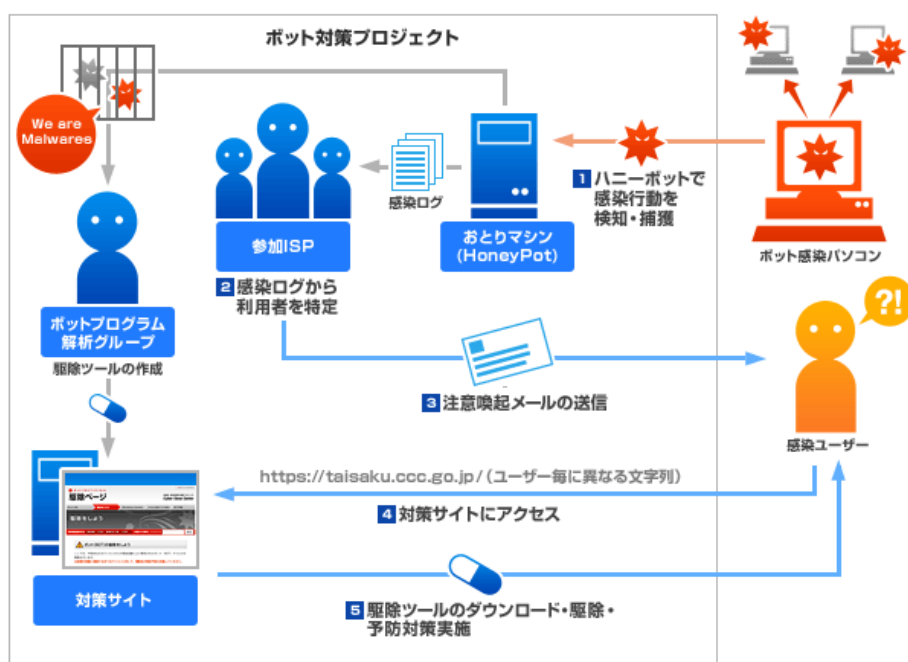 ボット対策プロジェクト
We are
Malwares
感染ログ
1 ハニーポットで
感染行動を
検知・捕獲
参加ISP
おとりマシン
(HoneyPot)
ボット感染パソコン
2 感染ログから
利用者を特定
ボットプログラム
解析グループ
駆除ツールの作成
?!
3 注意喚起メールの送信
感染ユーザー
https://taisaku.ccc.go.jp/(ユーザー毎に異なる文字列)
4 対策サイトにアクセス
駆除ページ
駆除をしよう
対策サイト
5 駆除ツールのダウンロード・駆除・
予防対策実施